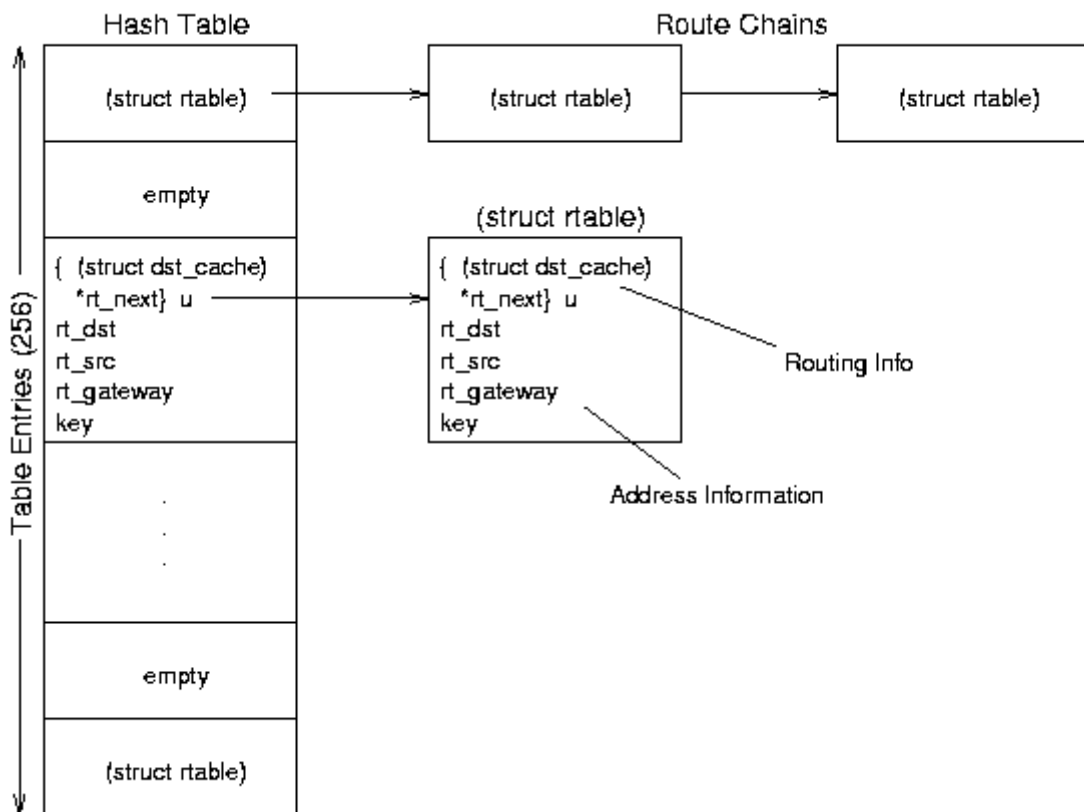 Hash Table
Route Chains
(struct rtable)
(struct rtable)
(struct rtable)
empty
(struct rtable)
{ (struct dst_cache)
*rt_next} u
rt_dst
rt_src
rt_gateway
key
{ (struct dst_cache)
*rt_next} u
rt_dst
rt_src
rt_gateway
key
Routing Info
Address Information
Table Entries (256)
.
.
.
empty
(struct rtable)